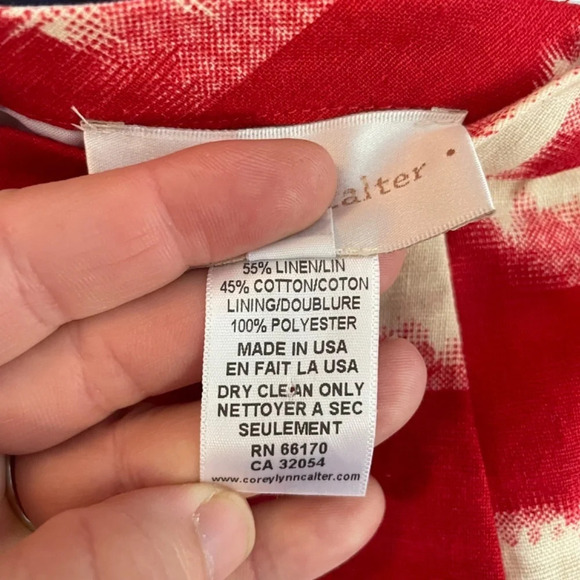 calter
55% LINEN/LIN
45% COTTON/COTON
LINING/DOUBLURE
100% POLYESTER
MADE IN USA
EN FAIT LA USA
DRY CLEAN ONLY
NETTOYER A SEC
SEULEMENT
RN 66170
CA 32054
www.coreylynncalter.com